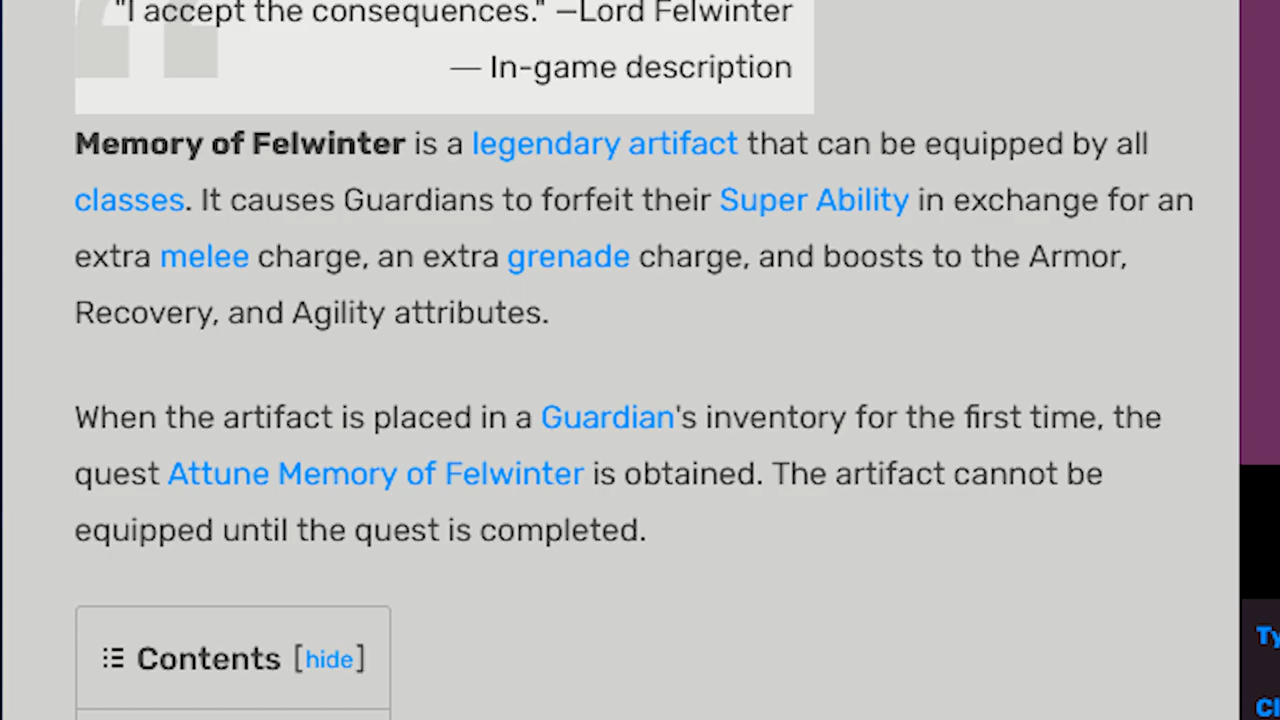 "I accept the consequences." —Lord Felwinter
— In-game description
Memory of Felwinter is a legendary artifact that can be equipped by all
classes. It causes Guardians to forfeit their Super Ability in exchange for an
extra melee charge, an extra grenade charge, and boosts to the Armor,
Recovery, and Agility attributes.
When the artifact is placed in a Guardian's inventory for the first time, the
quest Attune Memory of Felwinter is obtained. The artifact cannot be
equipped until the quest is completed.
Contents [hide]